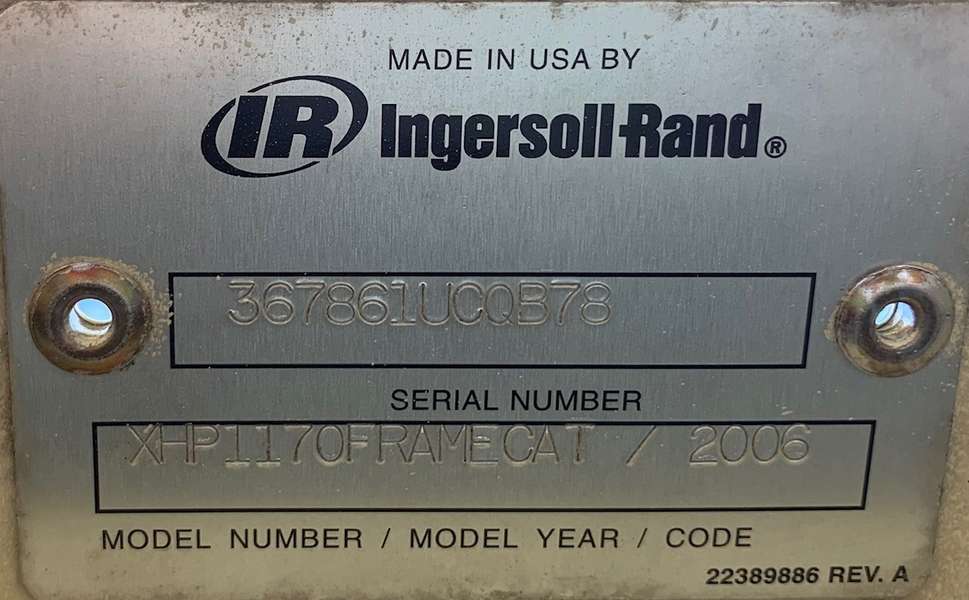 MADE IN USA BY
IR Ingersoll-Rand®
367861UCQB78
SERIAL NUMBER
XHP1170FRAMECAT / 2006
MODEL NUMBER / MODEL YEAR / CODE
22389886 REV. A